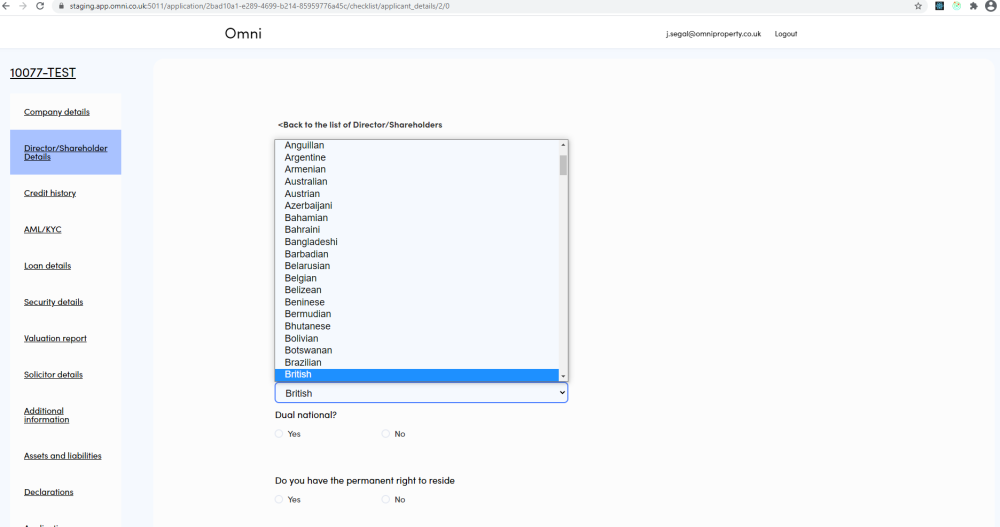 staging.app.omni.co.uk:5011/application/2bad10a1-e289-4699-b214-85959776a45c/checklist/applicant_details/2/0
Omni
j.segal@omniproperty.co.uk
Logout
10077-TEST
Company details
Director/Shareholder
Details
Credit history
AML/KYC
Loan details
Security details
Valuation report
Solicitor details
Additional
information
Assets and liabilities
Declarations
<Back to the list of Director/Shareholders
Anguillan
Argentine
Armenian
Australian
Austrian
Azerbaijani
Bahamian
Bahraini
Bangladeshi
Barbadian
Belarusian
Belgian
Belizean
Beninese
Bermudian
Bhutanese
Bolivian
Botswanan
Brazilian
British
British
Dual national?
Yes
No
Do you have the permanent right to reside
Yes
No